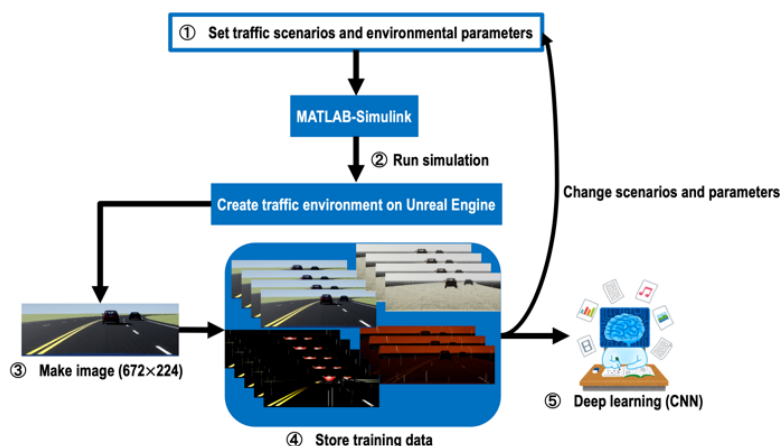 ① Set traffic scenarios and environmental parameters
MATLAB-Simulink
② Run simulation
Create traffic environment on Unreal Engine
Change scenarios and parameters
③ Make image (672×224)
④ Store training data
⑤ Deep learning (CNN)